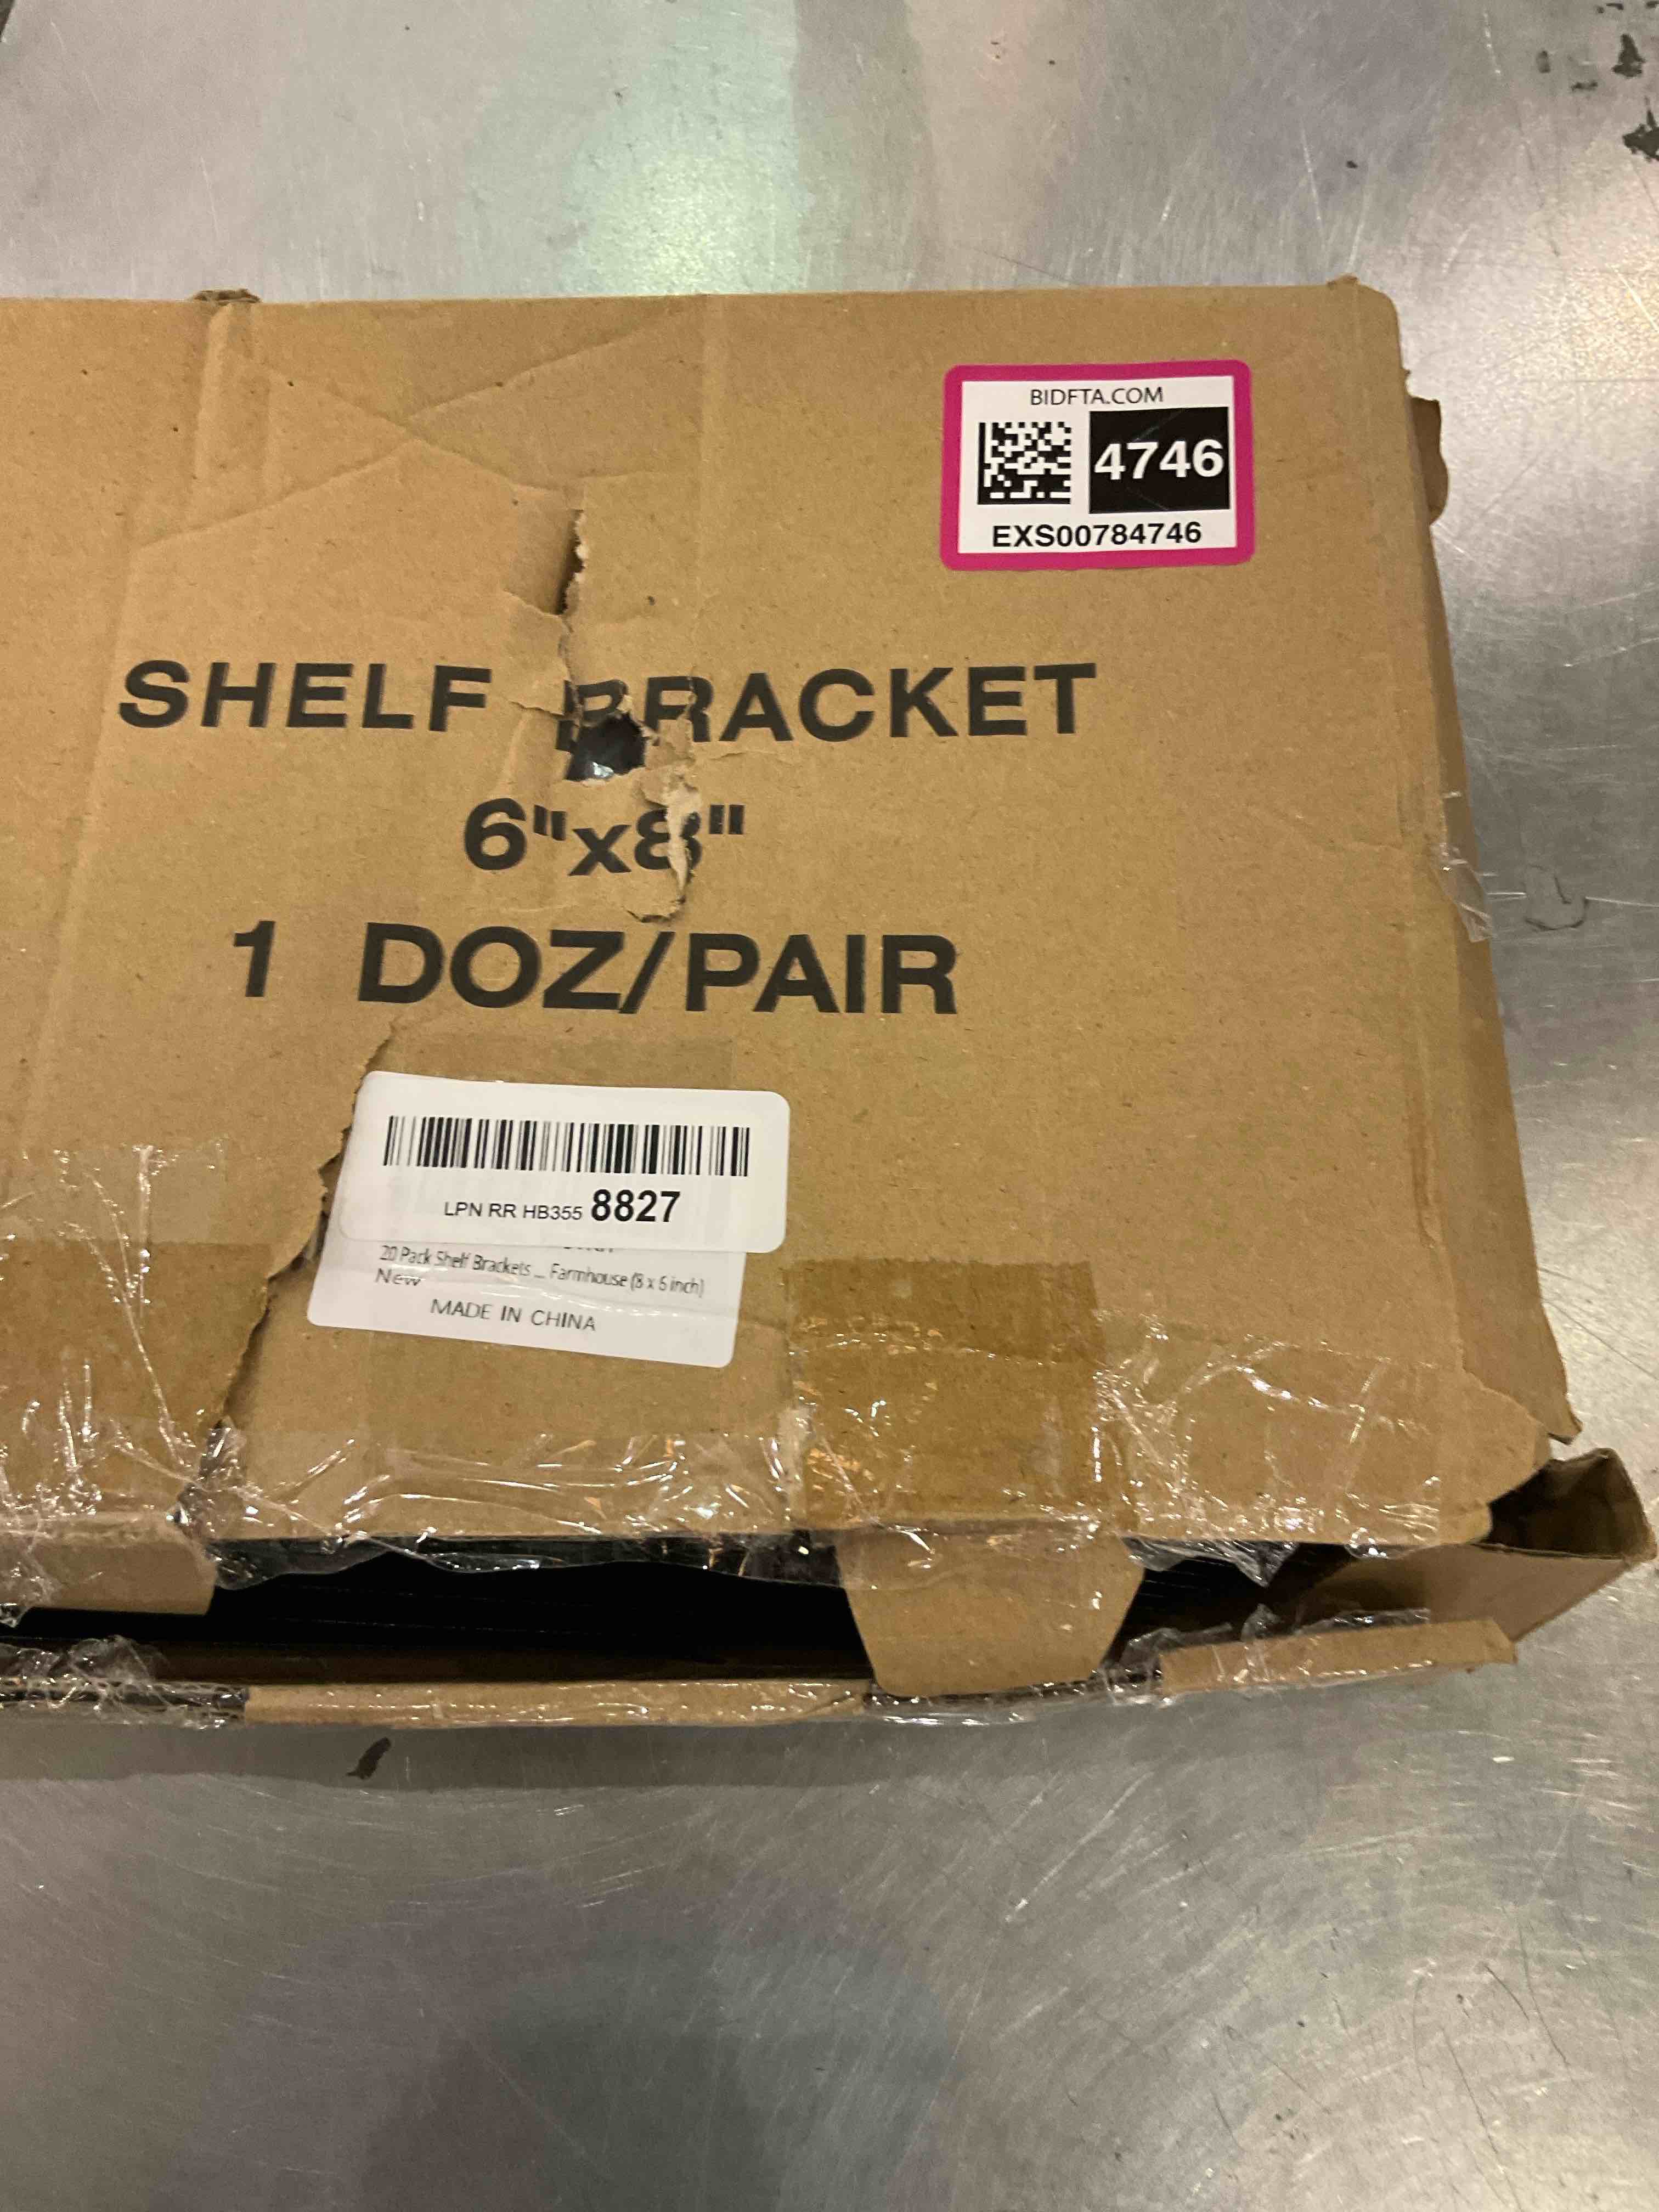 BIDFTA.COM
4746
EXS00784746
SHELF BRACKET
6"x8"
1 DOZ/PAIR
LPN RR HB355 8827
20 Pack Shelf Brackets ... Farmhouse (8 x 6 inch)
New
MADE IN CHINA